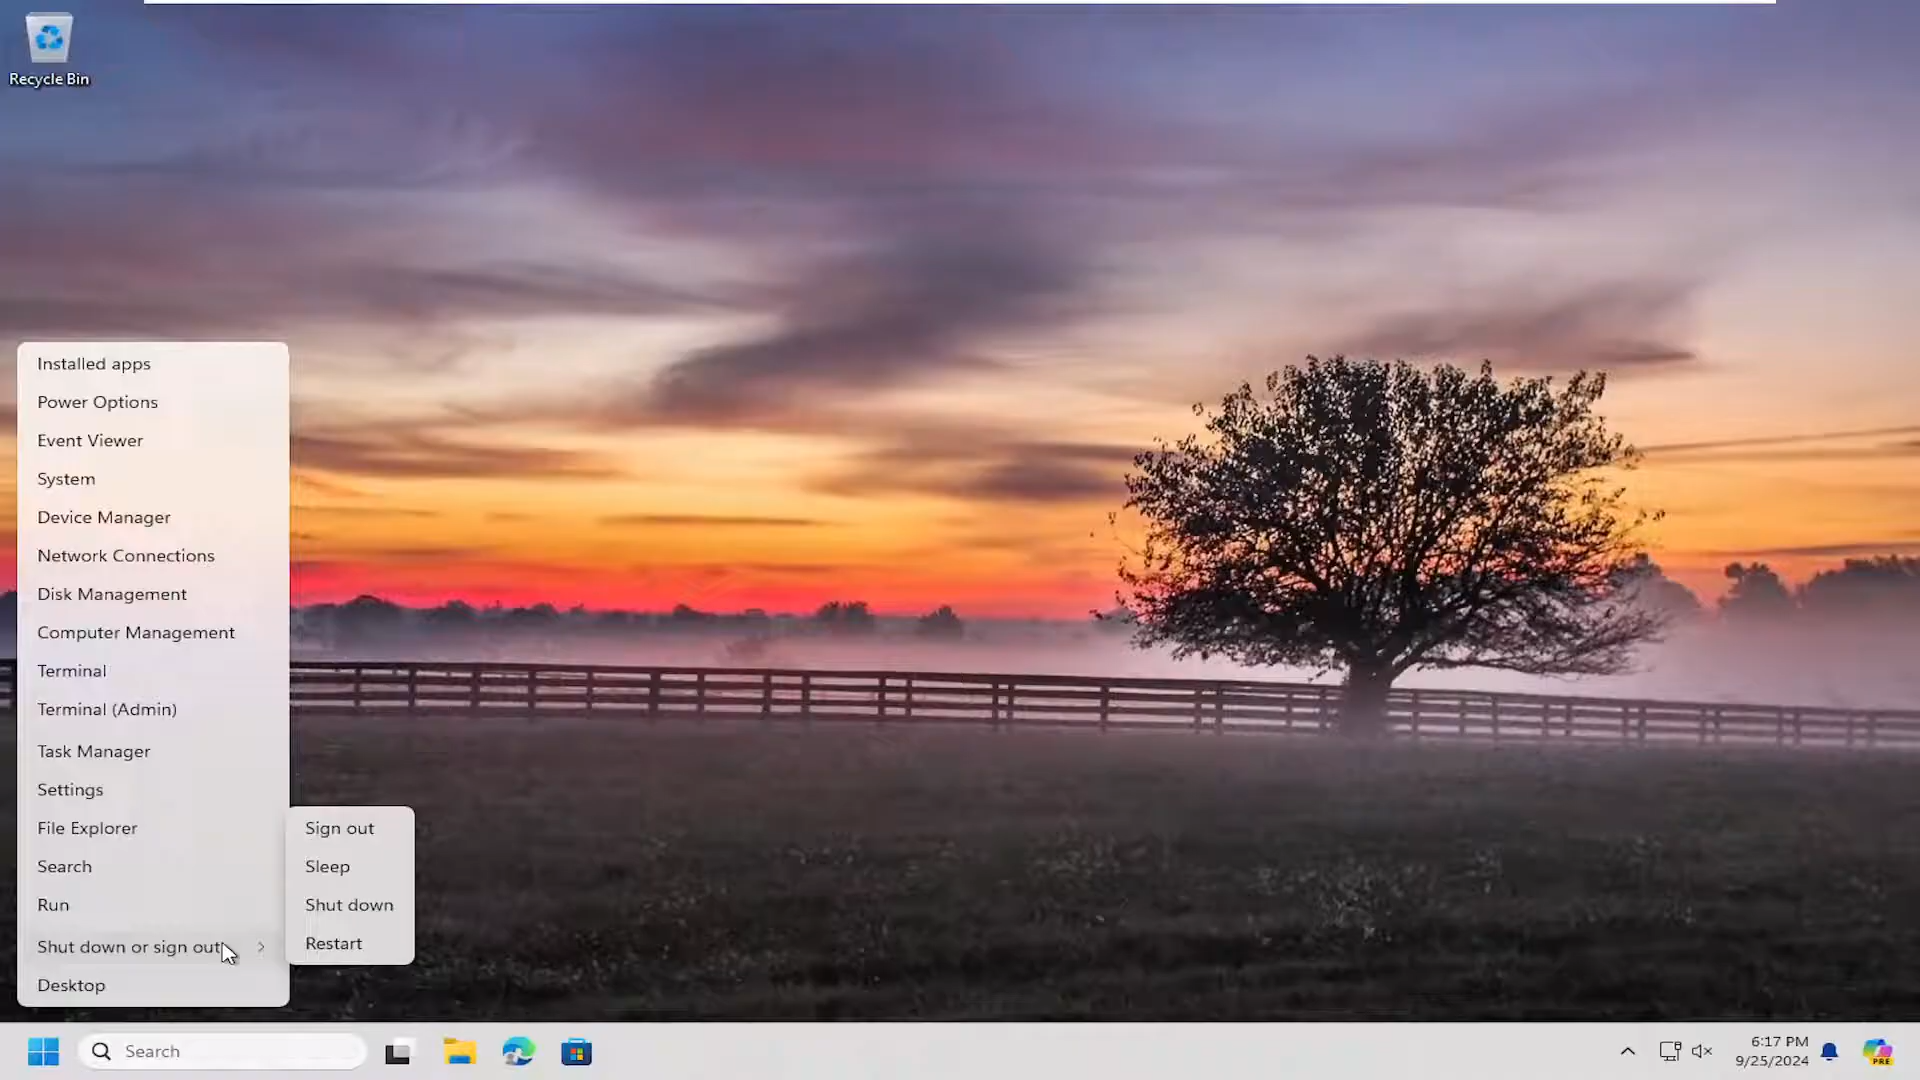 Recycle Bin
Installed apps
Power Options
Event Viewer
System
Device Manager
Network Connections
Disk Management
Computer Management
Terminal
Terminal (Admin)
Task Manager
Settings
File Explorer
Search
Run
Shut down or sign out
Desktop
Sign out
Sleep
Shut down
Restart
Search
6:17 PM
9/25/2024
PRE